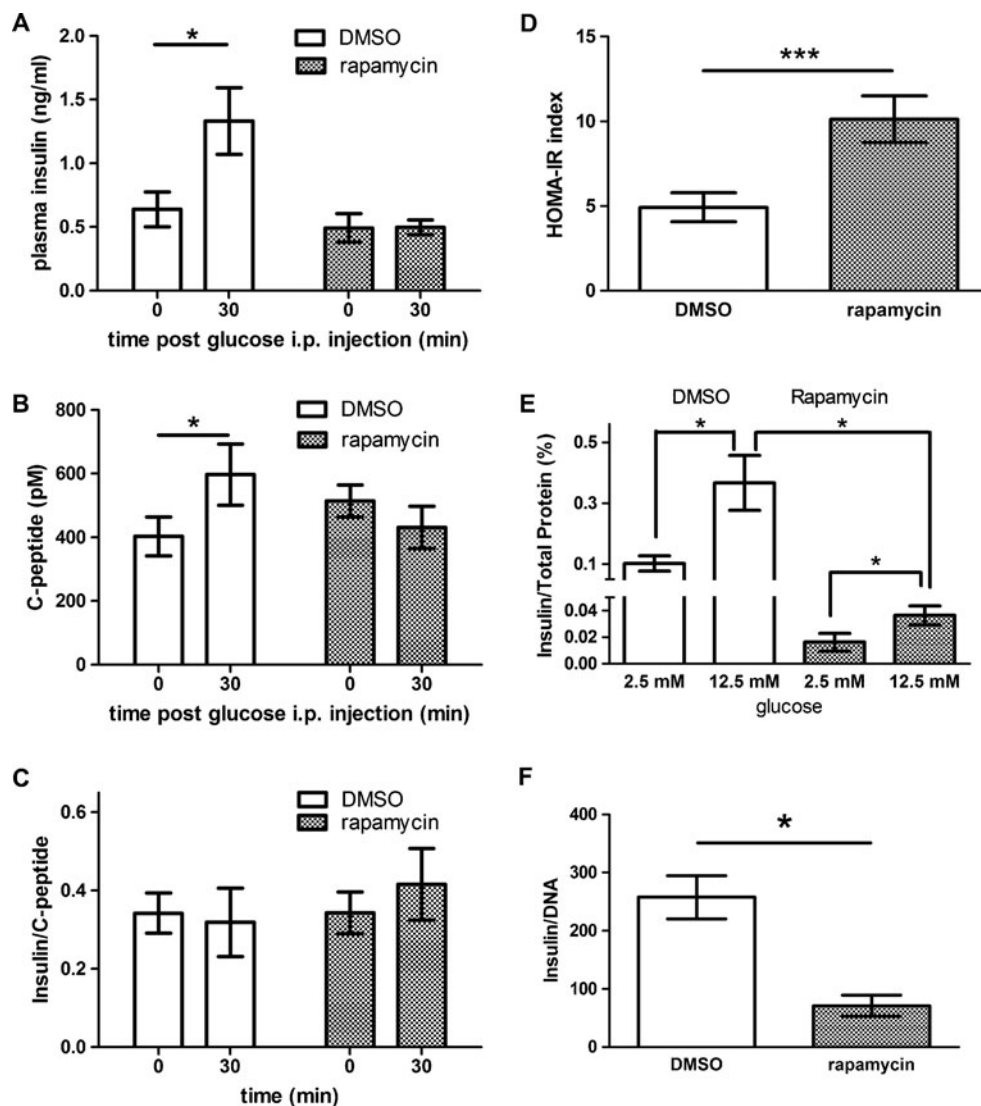 A
plasma insulin (ng/ml)
2.0
1.5
1.0
0.5
0.0
*
DMSO
rapamycin
0 30 0 30
time post glucose i.p. injection (min)
B
C-peptide (pM)
800
600
400
200
0
*
DMSO
rapamycin
0 30 0 30
time post glucose i.p. injection (min)
C
Insulin/C-peptide
0.6
0.4
0.2
0.0
DMSO
rapamycin
0 30 0 30
time (min)
D
HOMA-IR index
15
10
5
0
***
DMSO rapamycin
E
DMSO Rapamycin
Insulin/Total Protein (%)
0.5
0.3
0.1
0.04
0.02
0.00
* *
*
2.5 mM 12.5 mM 2.5 mM 12.5 mM
glucose
F
Insulin/DNA
400
300
200
100
0
*
DMSO rapamycin